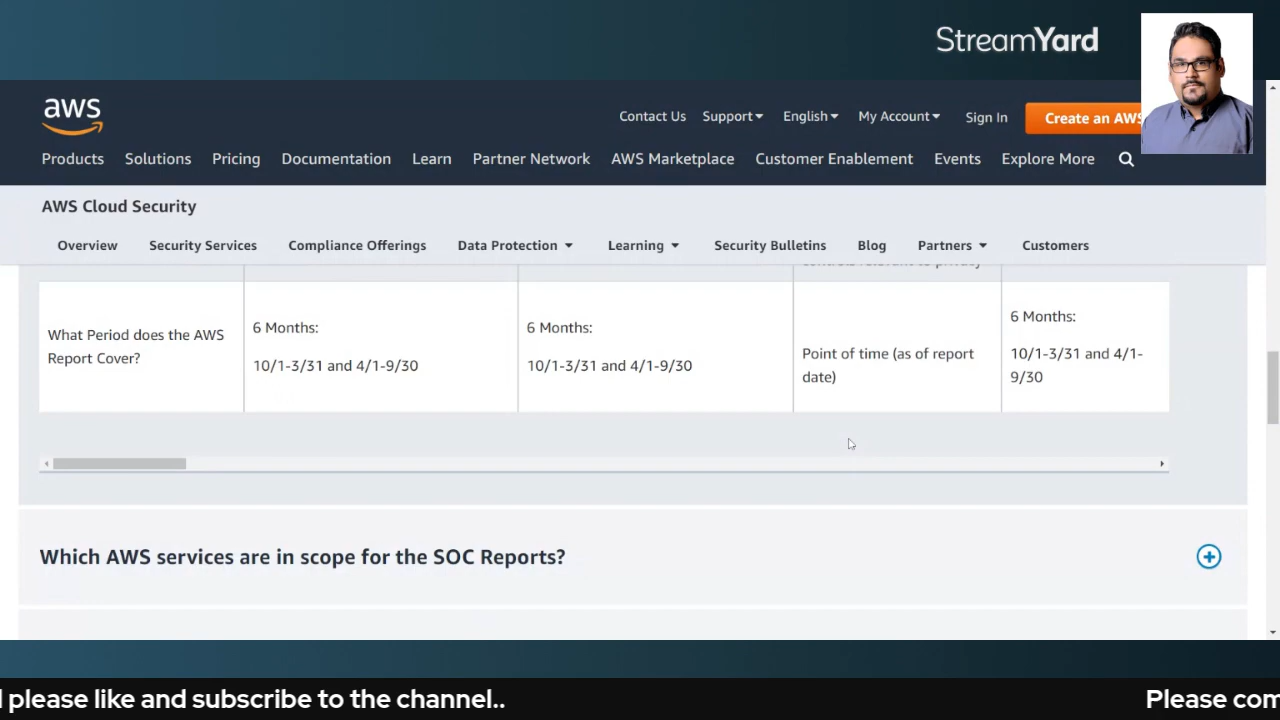 StreamYard
aws
Contact Us Support English My Account Sign In Create an AWS
Products Solutions Pricing Documentation Learn Partner Network AWS Marketplace Customer Enablement Events Explore More
AWS Cloud Security
Overview Security Services Compliance Offerings Data Protection Learning Security Bulletins Blog Partners Customers
controls relevant to privacy
What Period does the AWS
Report Cover?
6 Months:
10/1-3/31 and 4/1-9/30
6 Months:
10/1-3/31 and 4/1-9/30
Point of time (as of report
date)
6 Months:
10/1-3/31 and 4/1-
9/30
Which AWS services are in scope for the SOC Reports?
please like and subscribe to the channel.. Please com